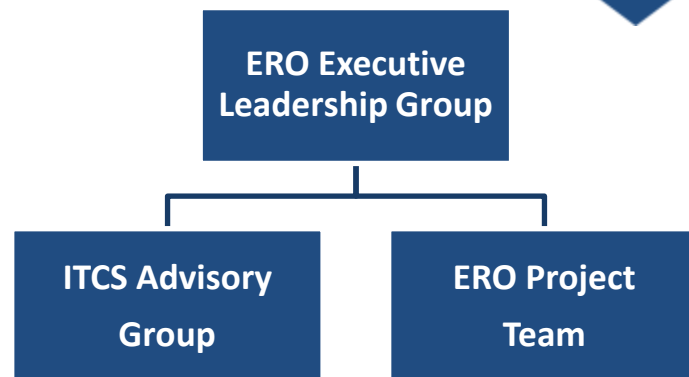 ERO Executive
Leadership Group
ITCS Advisory
Group
ERO Project
Team